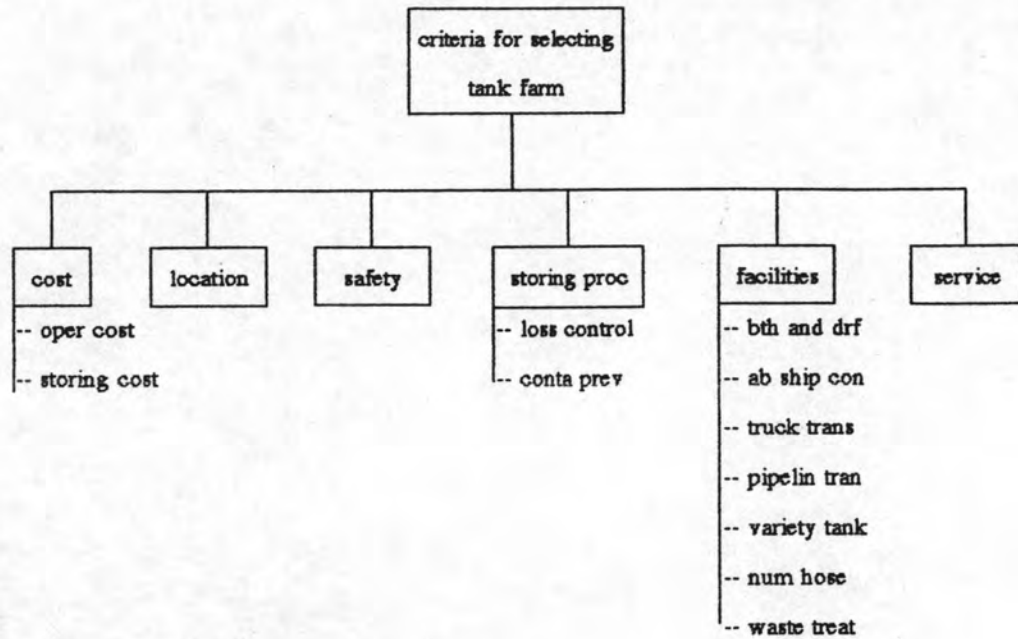 criteria for selecting
tank farm
cost
-- oper cost
-- storing cost
location
safety
storing proc
-- loss control
-- conta prev
facilities
-- bth and drf
-- ab ship con
-- truck trans
-- pipelin tran
-- variety tank
-- num hose
-- waste treat
service